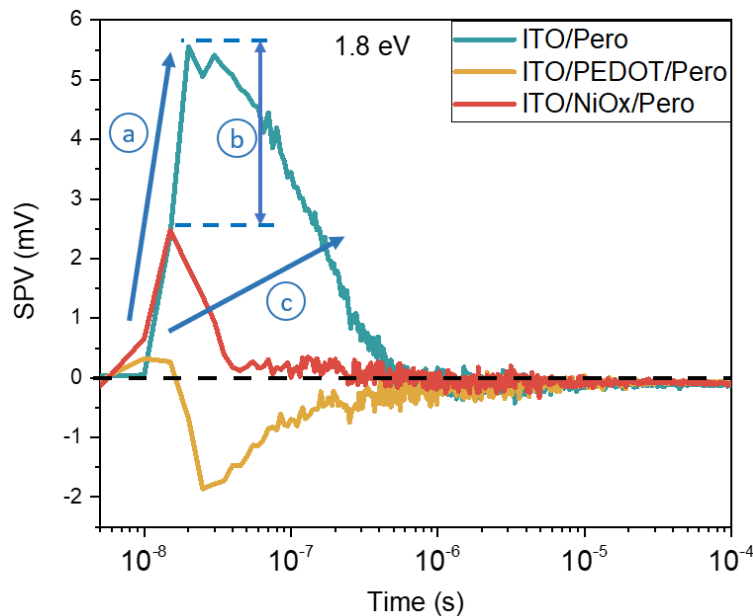 1.8 eV
ITO/Pero
ITO/PEDOT/Pero
ITO/NiOx/Pero
a
b
c
SPV (mV)
6
5
4
3
2
1
0
-1
-2
10-8
10-7
10-6
10-5
10-4
Time (s)